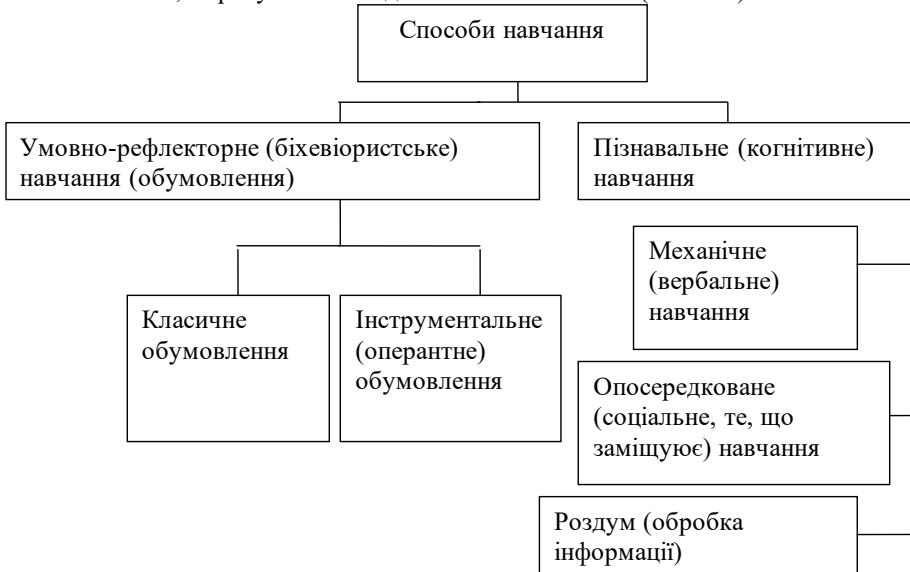 Способи навчання
Умовно-рефлекторне (біхевіористське)
навчання (обумовлення)
Пізнавальне (когнітивне)
навчання
Механічне
(вербальне)
навчання
Класичне
обумовлення
Інструментальне
(оперантне)
обумовлення
Опосередковане
(соціальне, те, що
заміщуює) навчання
Роздум (обробка
інформації)